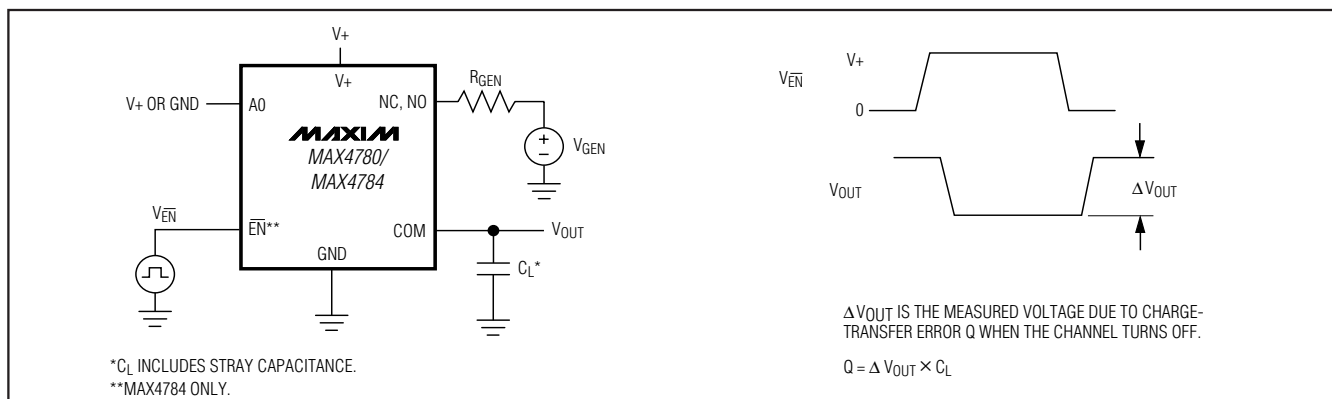 V+
V+
V+ OR GND
A0
NC, NO
RGEN
MAXIM
MAX4780/
MAX4784
+
−
VGEN
VEN
EN**
COM
VOUT
GND
CL*
*CL INCLUDES STRAY CAPACITANCE.
**MAX4784 ONLY.
V+
VEN
0
VOUT
ΔVOUT
ΔVOUT IS THE MEASURED VOLTAGE DUE TO CHARGE-
TRANSFER ERROR Q WHEN THE CHANNEL TURNS OFF.
Q = ΔVOUT × CL